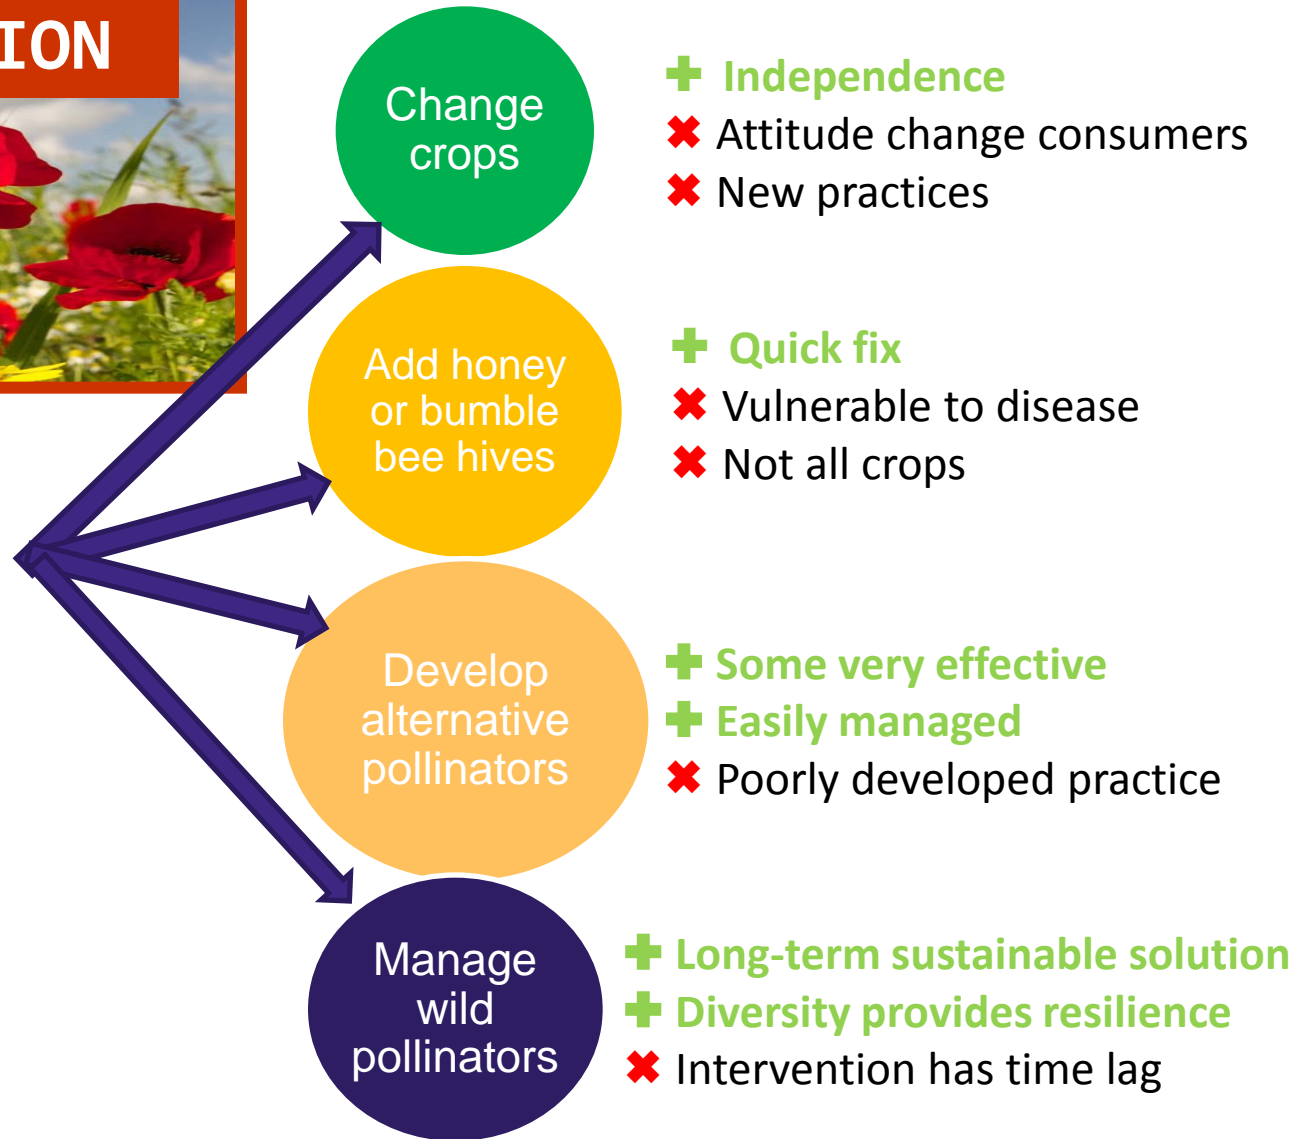 Change
crops
✚ Independence
✖ Attitude change consumers
✖ New practices
Add honey
or bumble
bee hives
✚ Quick fix
✖ Vulnerable to disease
✖ Not all crops
Develop
alternative
pollinators
✚ Some very effective
✚ Easily managed
✖ Poorly developed practice
Manage
wild
pollinators
✚ Long-term sustainable solution
✚ Diversity provides resilience
✖ Intervention has time lag